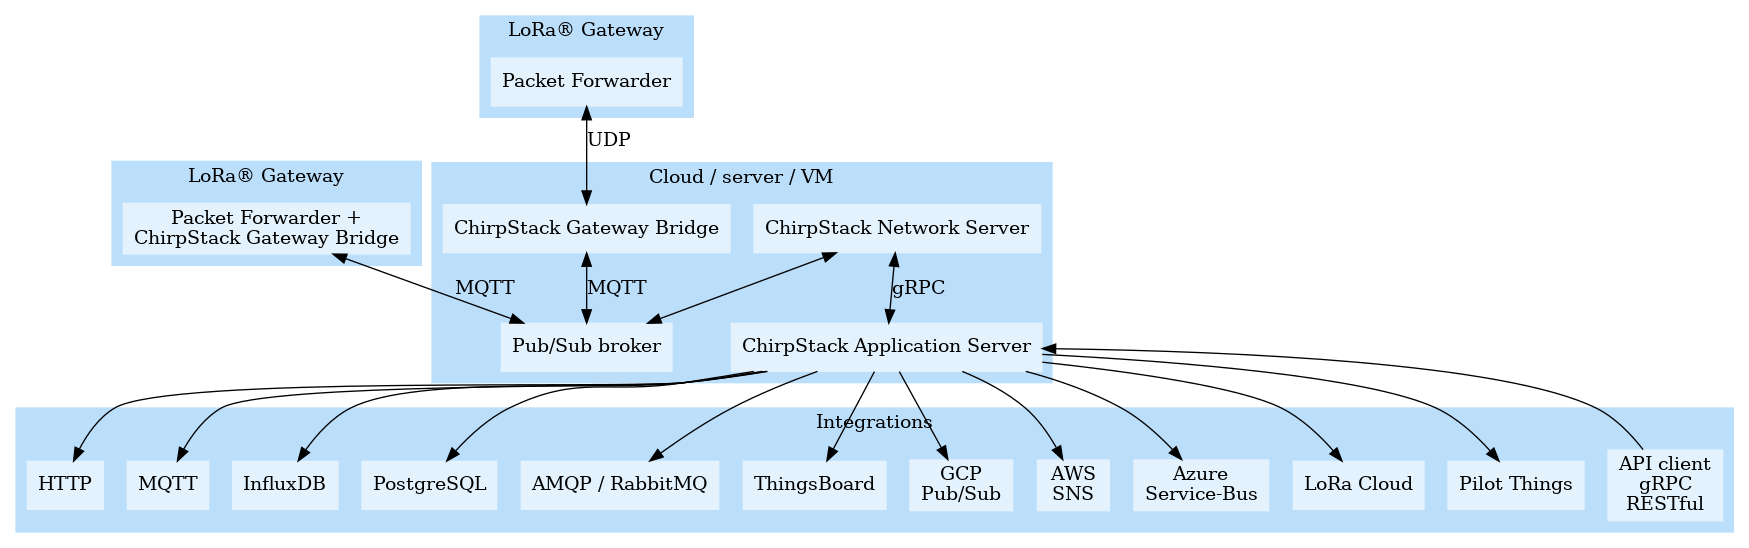 LoRa® Gateway
Packet Forwarder
UDP
LoRa® Gateway
Packet Forwarder +
ChirpStack Gateway Bridge
Cloud / server / VM
ChirpStack Gateway Bridge
ChirpStack Network Server
MQTT
MQTT
gRPC
Pub/Sub broker
ChirpStack Application Server
Integrations
HTTP
MQTT
InfluxDB
PostgreSQL
AMQP / RabbitMQ
ThingsBoard
GCP
Pub/Sub
AWS
SNS
Azure
Service-Bus
LoRa Cloud
Pilot Things
API client
gRPC
RESTful